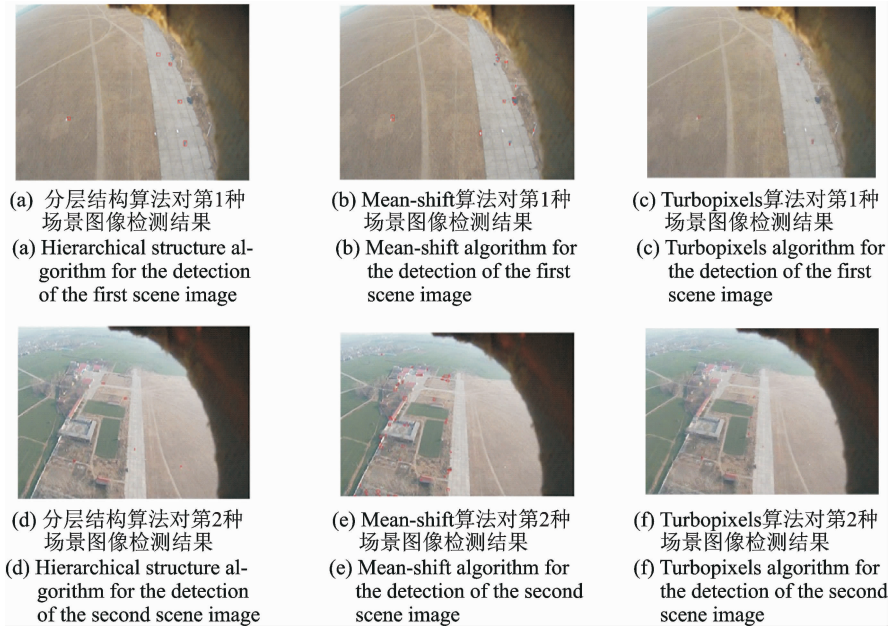 (a) 分层结构算法对第1种
场景图像检测结果
(a) Hierarchical structure al-
gorithm for the detection
of the first scene image
(b) Mean-shift算法对第1种
场景图像检测结果
(b) Mean-shift algorithm for
the detection of the first
scene image
(c) Turbopixels算法对第1种
场景图像检测结果
(c) Turbopixels algorithm for
the detection of the first
scene image
(d) 分层结构算法对第2种
场景图像检测结果
(d) Hierarchical structure al-
gorithm for the detection
of the second scene image
(e) Mean-shift算法对第2种
场景图像检测结果
(e) Mean-shift algorithm for
the detection of the second
scene image
(f) Turbopixels算法对第2种
场景图像检测结果
(f) Turbopixels algorithm for
the detection of the second
scene image